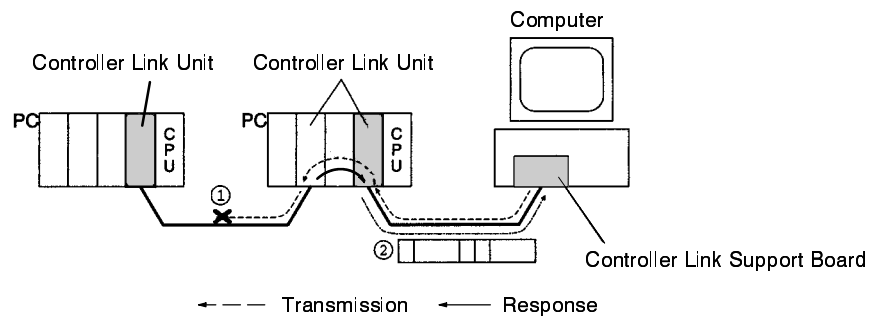 Computer
Controller Link Unit
Controller Link Unit
PC
CPU
PC
CPU
①
②
Controller Link Support Board
Transmission
Response